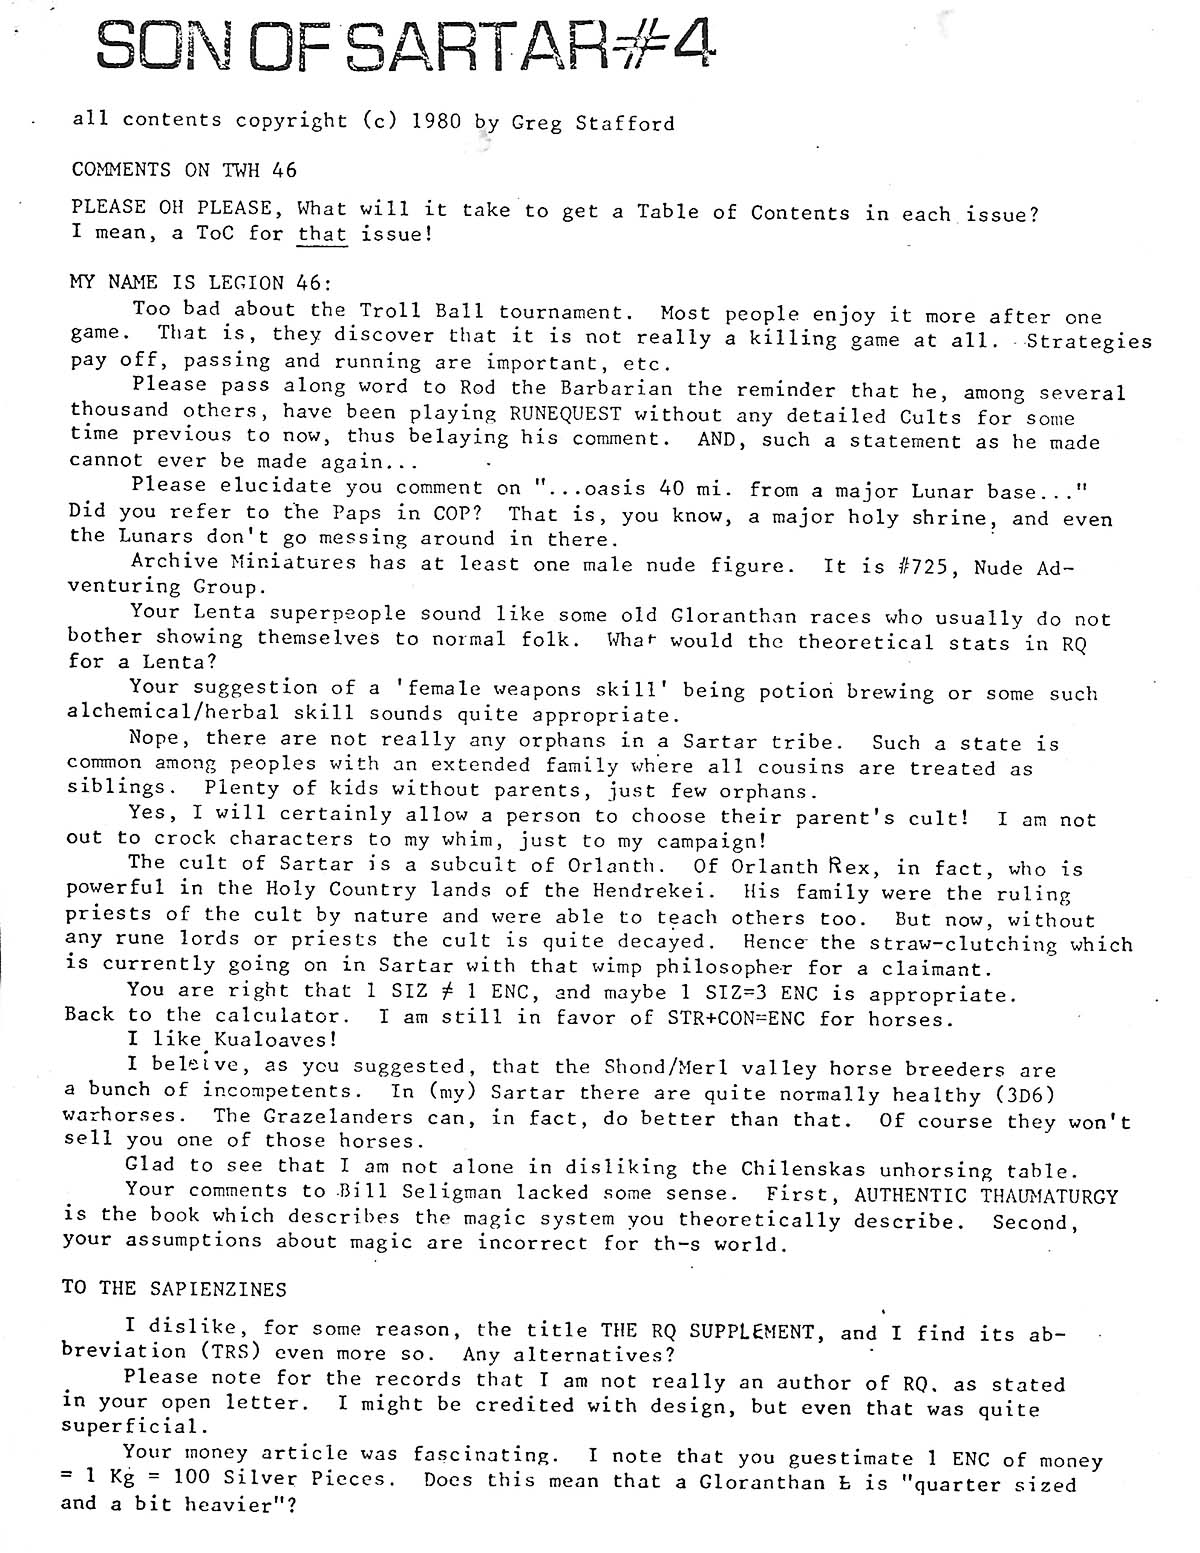 SON OF SARTAR #4
all contents copyright (c) 1980 by Greg Stafford
COMMENTS ON TWH 46
PLEASE OH PLEASE, What will it take to get a Table of Contents in each issue?
I mean, a ToC for that issue!
MY NAME IS LEGION 46:
Too bad about the Troll Ball tournament. Most people enjoy it more after one
game. That is, they discover that it is not really a killing game at all. Strategies
pay off, passing and running are important, etc.
Please pass along word to Rod the Barbarian the reminder that he, among several
thousand others, have been playing RUNEQUEST without any detailed Cults for some
time previous to now, thus belaying his comment. AND, such a statement as he made
cannot ever be made again...
Please elucidate you comment on "...oasis 40 mi. from a major Lunar base..."
Did you refer to the Paps in COP? That is, you know, a major holy shrine, and even
the Lunars don't go messing around in there.
Archive Miniatures has at least one male nude figure. It is #725, Nude Ad-
venturing Group.
Your Lenta superpeople sound like some old Gloranthan races who usually do not
bother showing themselves to normal folk. What would the theoretical stats in RQ
for a Lenta?
Your suggestion of a 'female weapons skill' being potion brewing or some such
alchemical/herbal skill sounds quite appropriate.
Nope, there are not really any orphans in a Sartar tribe. Such a state is
common among peoples with an extended family where all cousins are treated as
siblings. Plenty of kids without parents, just few orphans.
Yes, I will certainly allow a person to choose their parent's cult! I am not
out to crock characters to my whim, just to my campaign!
The cult of Sartar is a subcult of Orlanth. Of Orlanth Rex, in fact, who is
powerful in the Holy Country lands of the Hendrekei. His family were the ruling
priests of the cult by nature and were able to teach others too. But now, without
any rune lords or priests the cult is quite decayed. Hence the straw-clutching which
is currently going on in Sartar with that wimp philosopher for a claimant.
You are right that 1 SIZ ≠ 1 ENC, and maybe 1 SIZ=3 ENC is appropriate.
Back to the calculator. I am still in favor of STR+CON=ENC for horses.
I like Kualoaves!
I beleive, as you suggested, that the Shond/Merl valley horse breeders are
a bunch of incompetents. In (my) Sartar there are quite normally healthy (3D6)
warhorses. The Grazelanders can, in fact, do better than that. Of course they won't
sell you one of those horses.
Glad to see that I am not alone in disliking the Chilenskas unhorsing table.
Your comments to Bill Seligman lacked some sense. First, AUTHENTIC THAUMATURGY
is the book which describes the magic system you theoretically describe. Second,
your assumptions about magic are incorrect for th-s world.
TO THE SAPIENZINES
I dislike, for some reason, the title THE RQ SUPPLEMENT, and I find its ab-
breviation (TRS) even more so. Any alternatives?
Please note for the records that I am not really an author of RQ, as stated
in your open letter. I might be credited with design, but even that was quite
superficial.
Your money article was fascinating. I note that you guestimate 1 ENC of money
= 1 Kg = 100 Silver Pieces. Does this mean that a Gloranthan Ł is "quarter sized
and a bit heavier"?